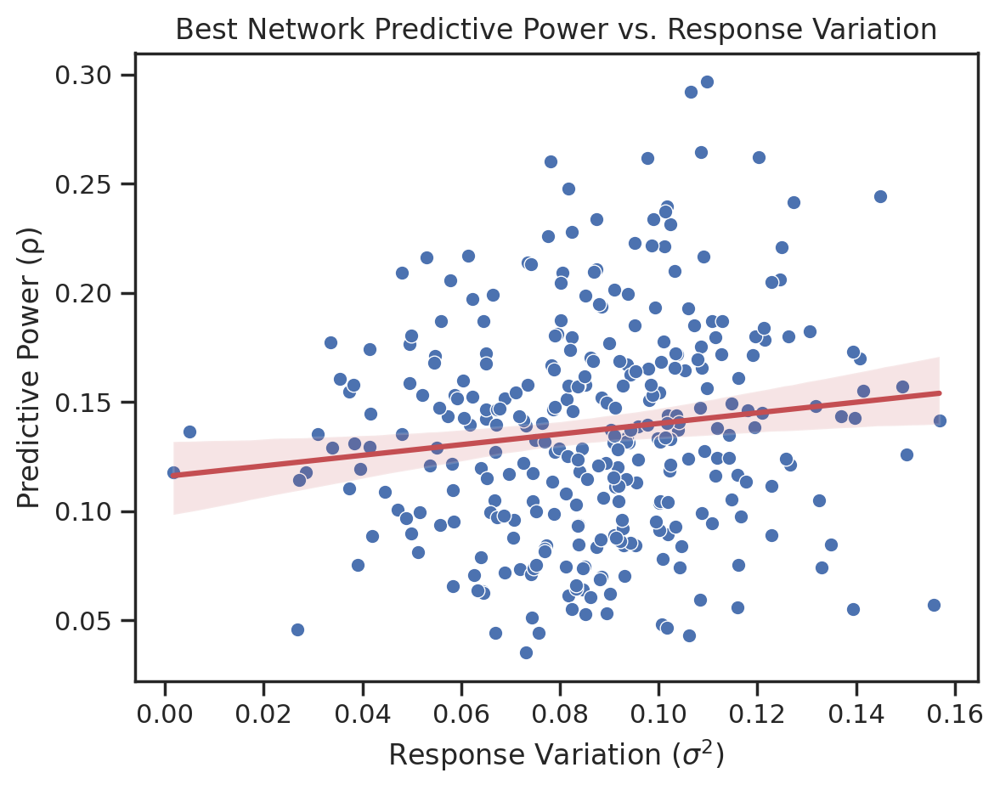 Best Network Predictive Power vs. Response Variation
0.30
0.25
0.20
0.15
0.10
0.05
Predictive Power (ρ)
0.00 0.02 0.04 0.06 0.08 0.10 0.12 0.14 0.16
Response Variation (σ²)